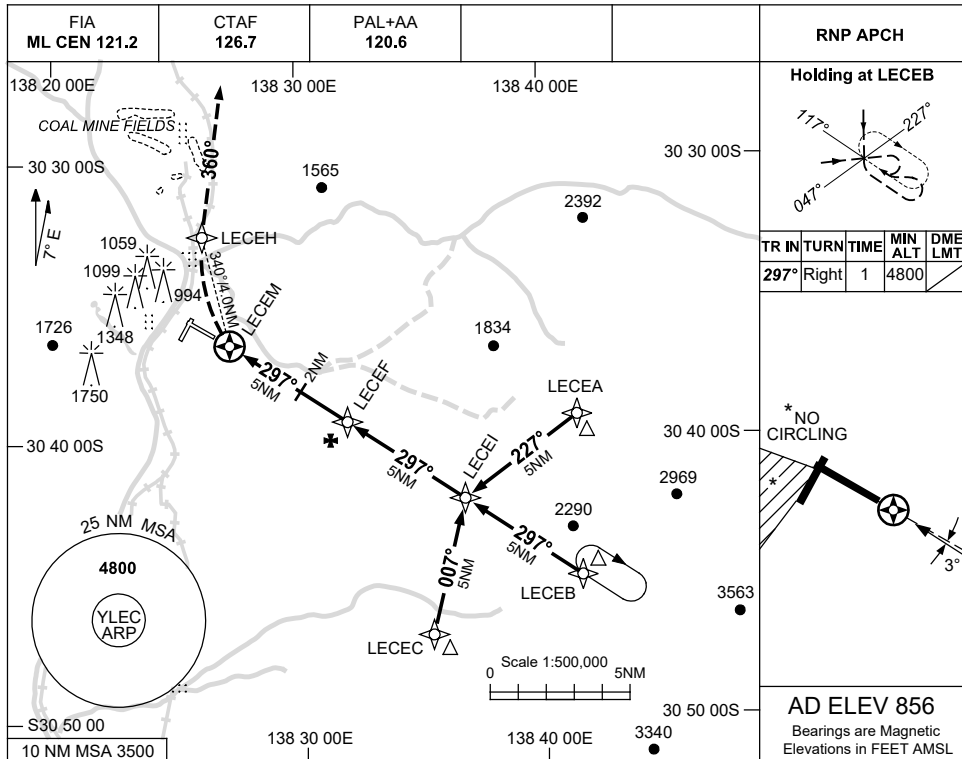 FIA
ML CEN 121.2
CTAF
126.7
PAL+AA
120.6
RNP APCH
138 20 00E
138 30 00E
138 40 00E
COAL MINE FIELDS
30 30 00S
30 30 00S
360°
1565
2392
7° E
LECEH
1059
1099
994
1348
1726
1750
340°/4.0NM
LECEM
1834
297°
5NM
2NM
LECEF
LECEA
30 40 00S
30 40 00S
297°
5NM
LECEI
227°
5NM
2969
2290
297°
5NM
25 NM MSA
4800
YLEC
ARP
007°
5NM
LECEB
3563
LECEC
Scale 1:500,000
0
5NM
S30 50 00
30 50 00S
10 NM MSA 3500
138 30 00E
138 40 00E
3340
Holding at LECEB
117°
227°
047°
TR IN
TURN
TIME
MIN
ALT
DME
LMT
297°
Right
1
4800
*NO
CIRCLING
*
3°
AD ELEV 856
Bearings are Magnetic
Elevations in FEET AMSL